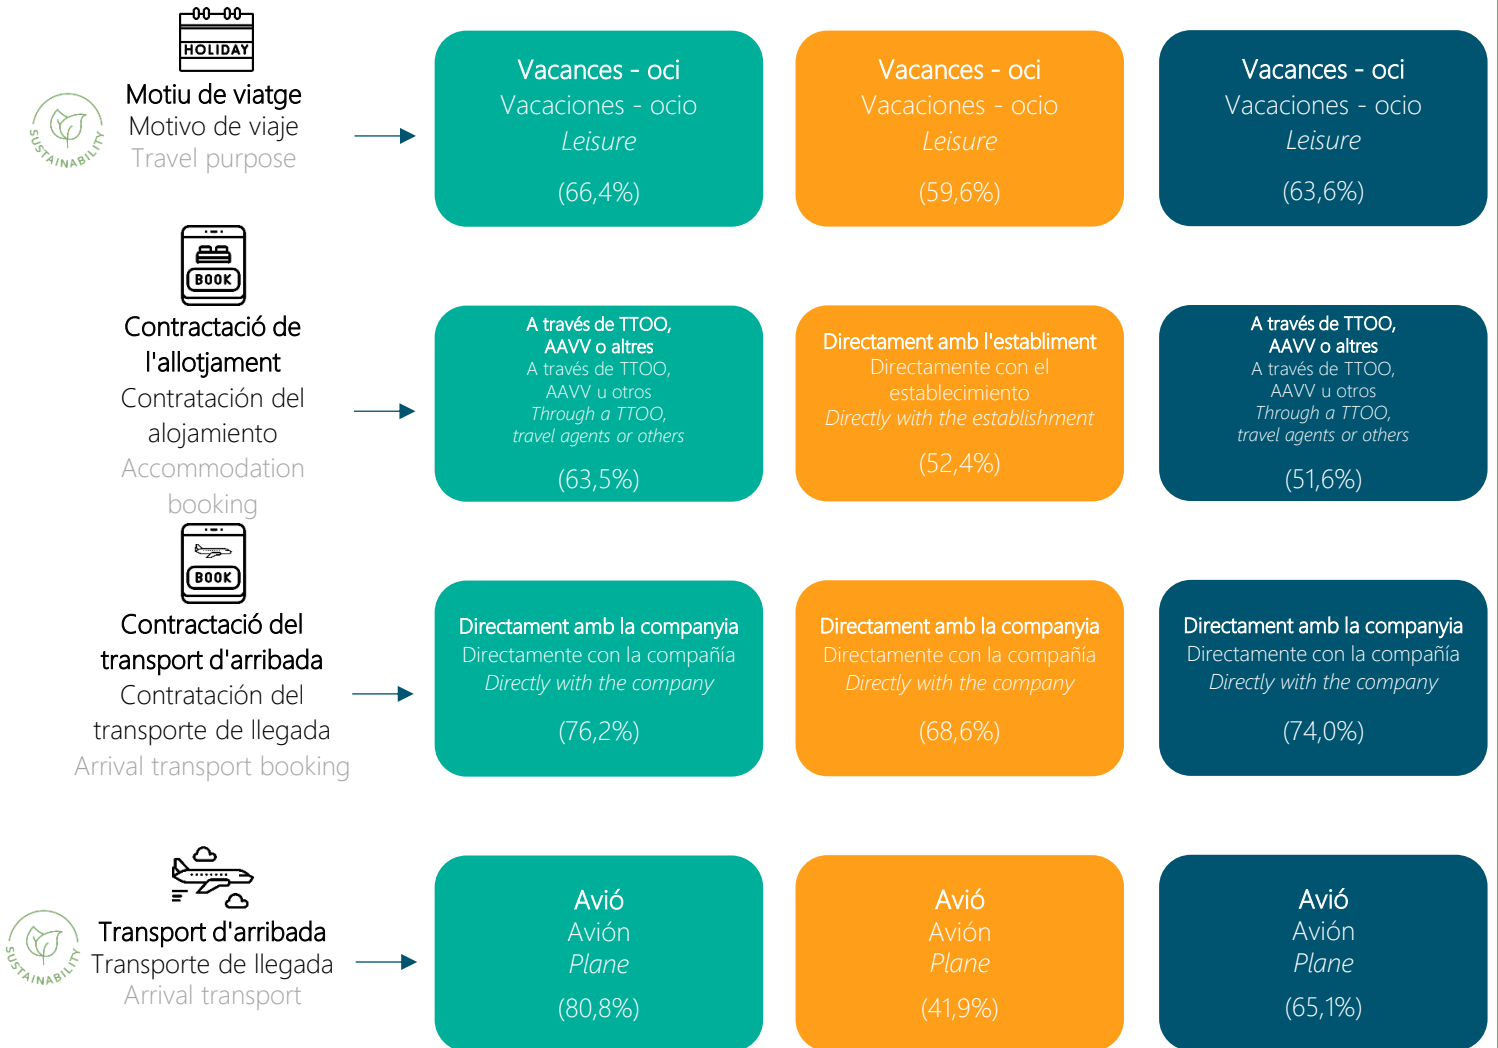 HOLIDAY
SUSTAINABILITY
Motiu de viatge
Motivo de viaje
Travel purpose
Vacances - oci
Vacaciones - ocio
Leisure
(66,4%)
Vacances - oci
Vacaciones - ocio
Leisure
(59,6%)
Vacances - oci
Vacaciones - ocio
Leisure
(63,6%)
BOOK
Contractació de
l'allotjament
Contratación del
alojamiento
Accommodation
booking
A través de TTOO,
AAVV o altres
A través de TTOO,
AAVV u otros
Through a TTOO,
travel agents or others
(63,5%)
Directament amb l'establiment
Directamente con el
establecimiento
Directly with the establishment
(52,4%)
A través de TTOO,
AAVV o altres
A través de TTOO,
AAVV u otros
Through a TTOO,
travel agents or others
(51,6%)
BOOK
Contractació del
transport d'arribada
Contratación del
transporte de llegada
Arrival transport booking
Directament amb la companyia
Directamente con la compañía
Directly with the company
(76,2%)
Directament amb la companyia
Directamente con la compañía
Directly with the company
(68,6%)
Directament amb la companyia
Directamente con la compañía
Directly with the company
(74,0%)
SUSTAINABILITY
Transport d'arribada
Transporte de llegada
Arrival transport
Avió
Avión
Plane
(80,8%)
Avió
Avión
Plane
(41,9%)
Avió
Avión
Plane
(65,1%)